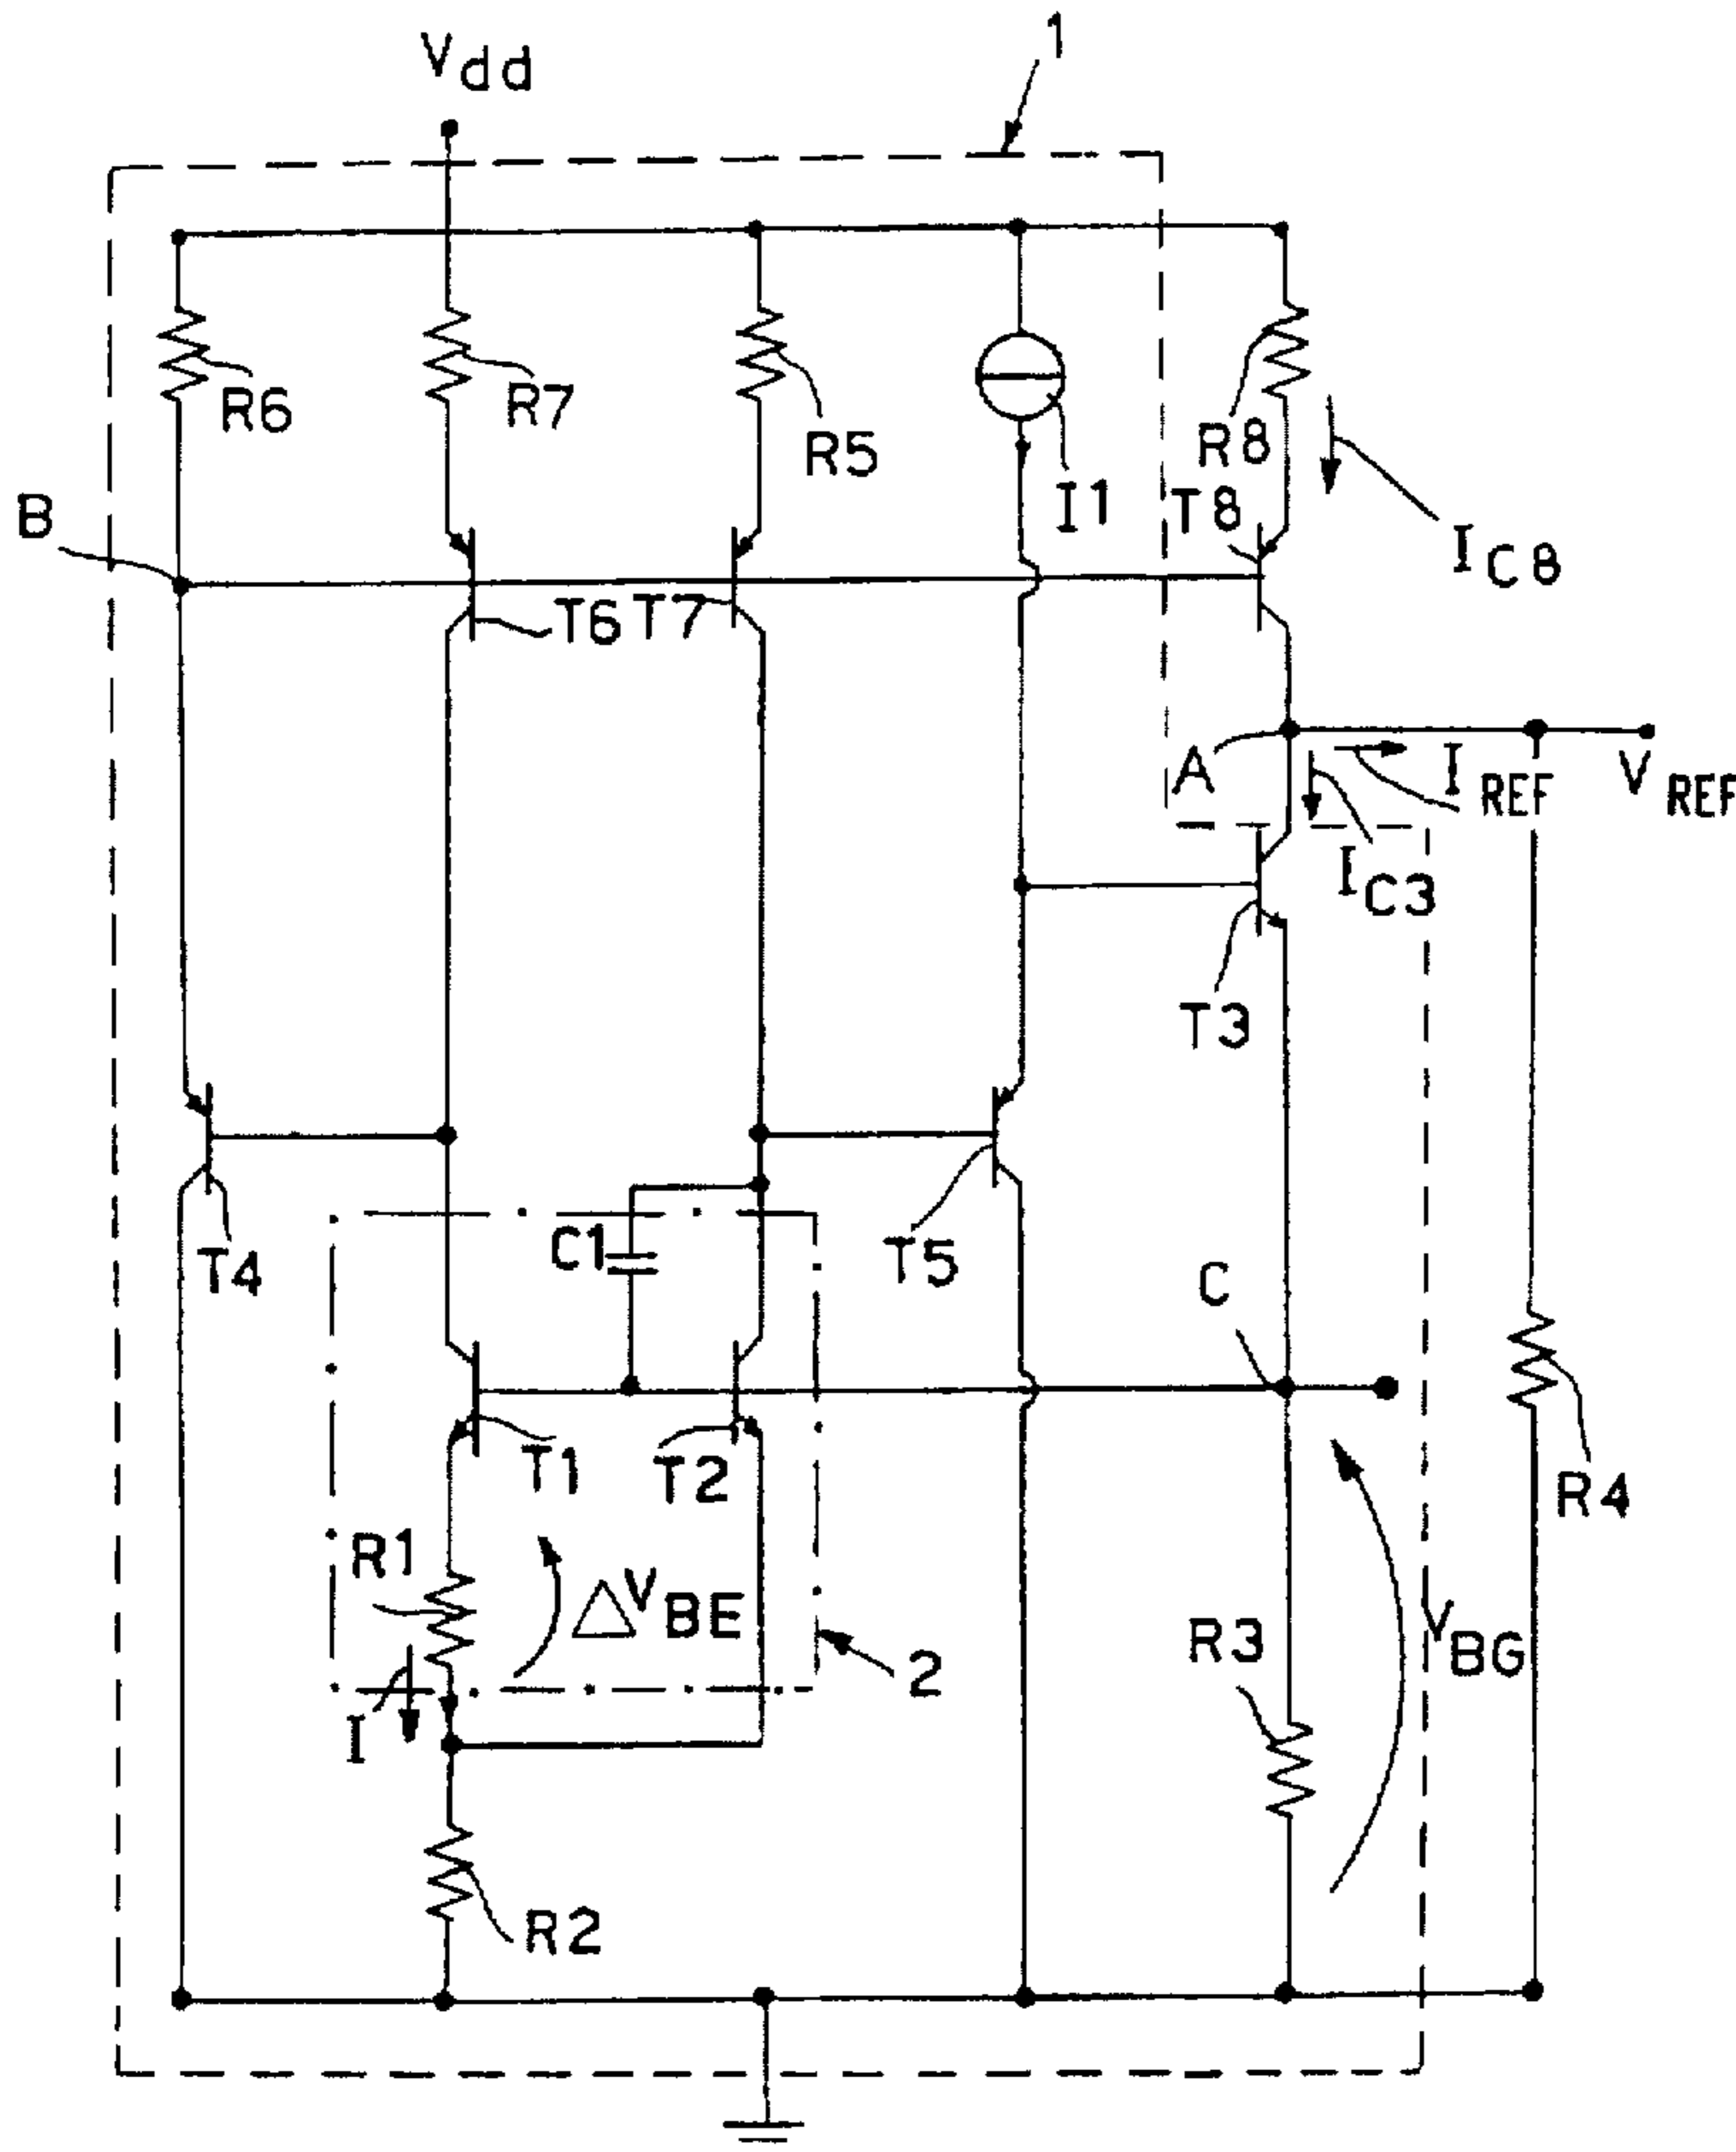 1
Vdd
R6
R7
R5
I1
R8
T8
IC8
B
T6
T7
A
IREF
VREF
IC3
T3
T4
C1
T5
C
T1
T2
R4
R1
ΔVBE
2
R3
VBG
I
R2